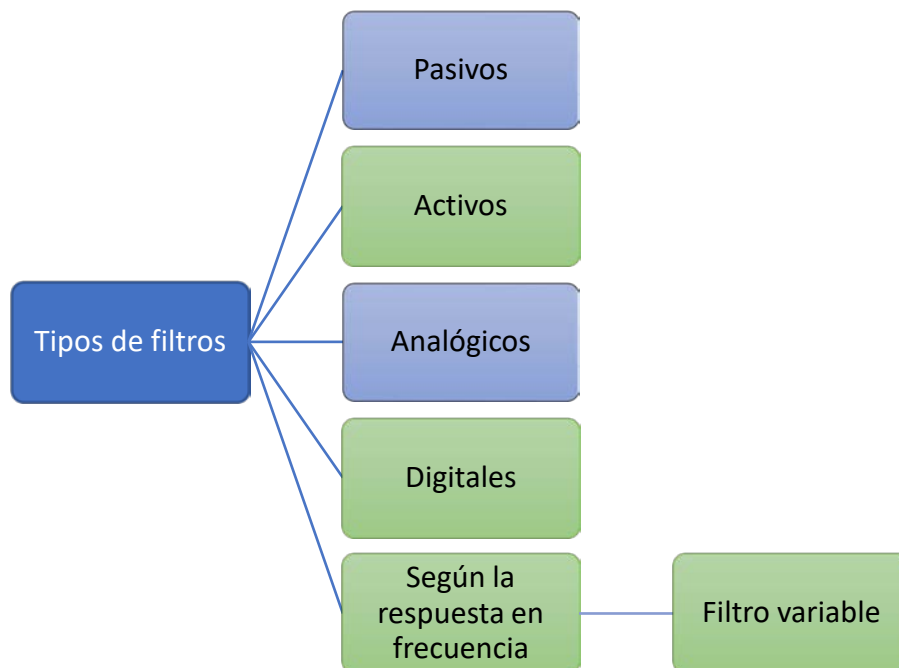 Pasivos
Activos
Tipos de filtros
Analógicos
Digitales
Según la
respuesta en
frecuencia
Filtro variable